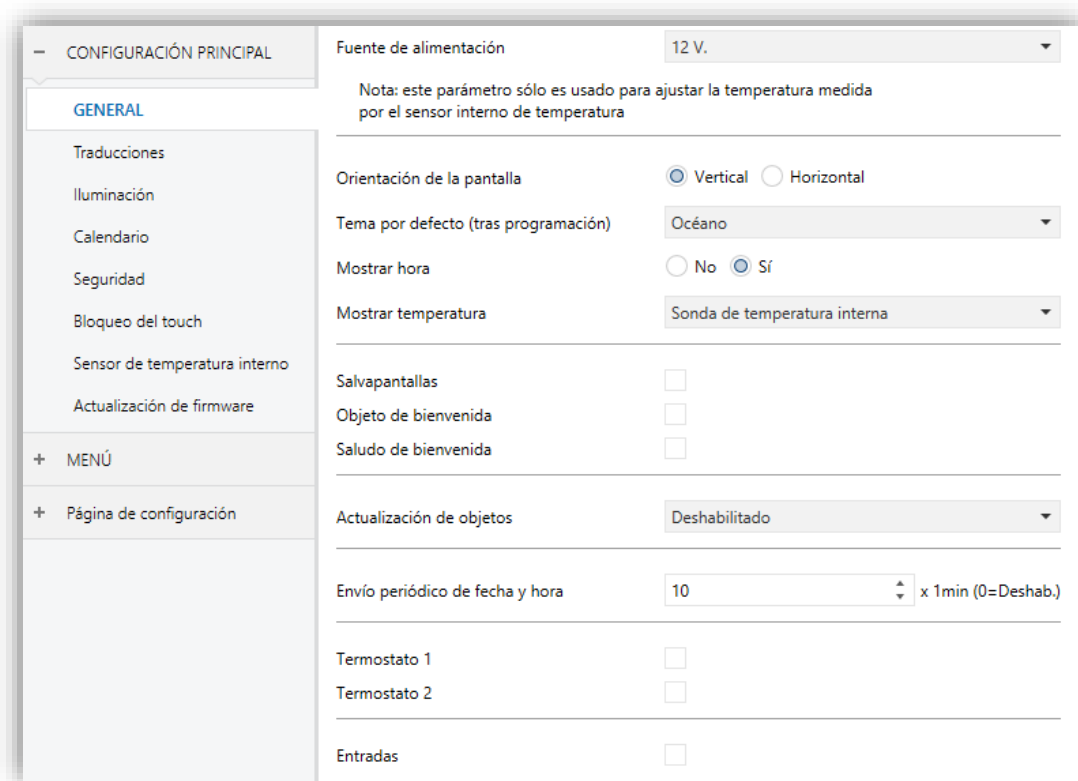 CONFIGURACIÓN PRINCIPAL
GENERAL
Traducciones
Iluminación
Calendario
Seguridad
Bloqueo del touch
Sensor de temperatura interno
Actualización de firmware
MENÚ
Página de configuración
Fuente de alimentación 12 V.
Nota: este parámetro sólo es usado para ajustar la temperatura medida
por el sensor interno de temperatura
Orientación de la pantalla Vertical Horizontal
Tema por defecto (tras programación) Océano
Mostrar hora No Sí
Mostrar temperatura Sonda de temperatura interna
Salvapantallas
Objeto de bienvenida
Saludo de bienvenida
Actualización de objetos Deshabilitado
Envío periódico de fecha y hora 10 x 1min (0=Deshab.)
Termostato 1
Termostato 2
Entradas